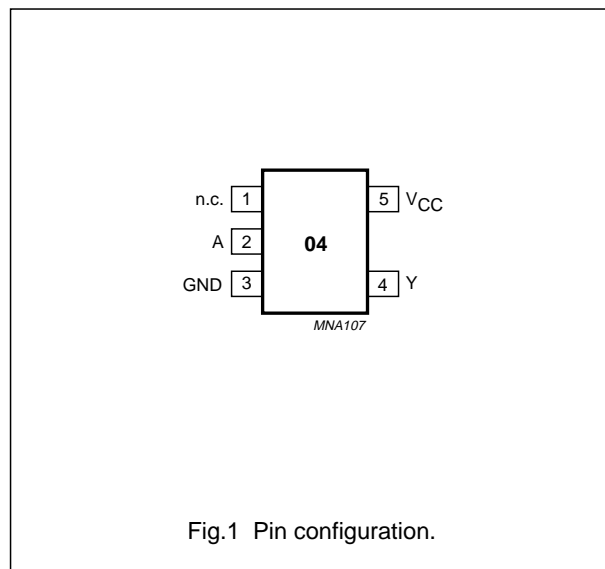 n.c. 1 5 VCC
A 2 04
GND 3 4 Y
MNA107
Fig.1 Pin configuration.